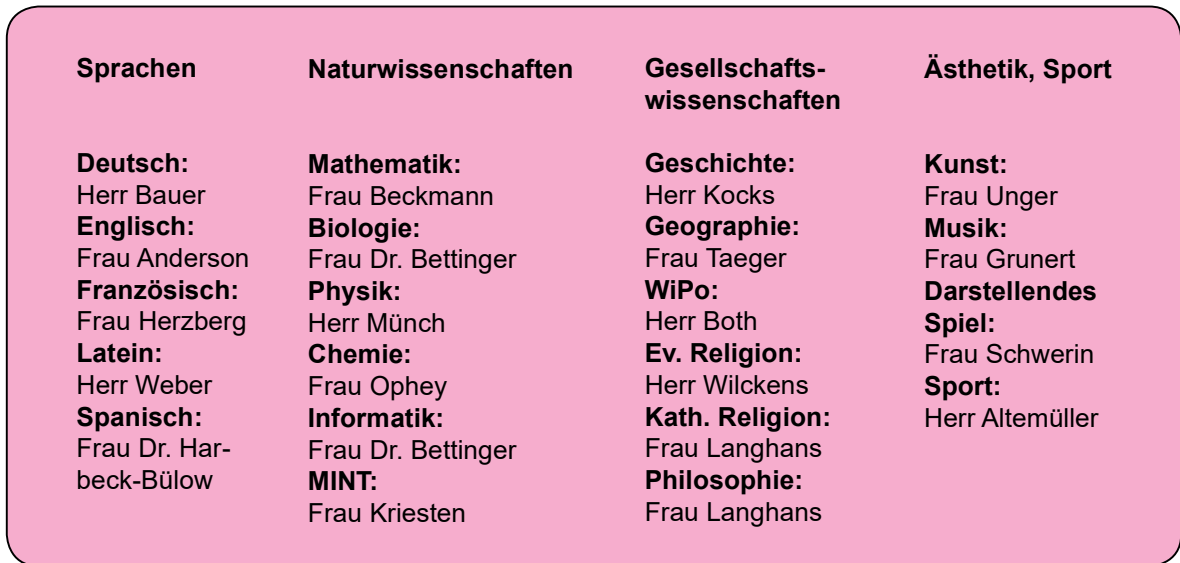 Sprachen
Deutsch:
Herr Bauer
Englisch:
Frau Anderson
Französisch:
Frau Herzberg
Latein:
Herr Weber
Spanisch:
Frau Dr. Har-
beck-Bülow
Naturwissenschaften
Mathematik:
Frau Beckmann
Biologie:
Frau Dr. Bettinger
Physik:
Herr Münch
Chemie:
Frau Ophey
Informatik:
Frau Dr. Bettinger
MINT:
Frau Kriesten
Gesellschafts-
wissenschaften
Geschichte:
Herr Kocks
Geographie:
Frau Taeger
WiPo:
Herr Both
Ev. Religion:
Herr Wilckens
Kath. Religion:
Frau Langhans
Philosophie:
Frau Langhans
Ästhetik, Sport
Kunst:
Frau Unger
Musik:
Frau Grunert
Darstellendes
Spiel:
Frau Schwerin
Sport:
Herr Altemüller